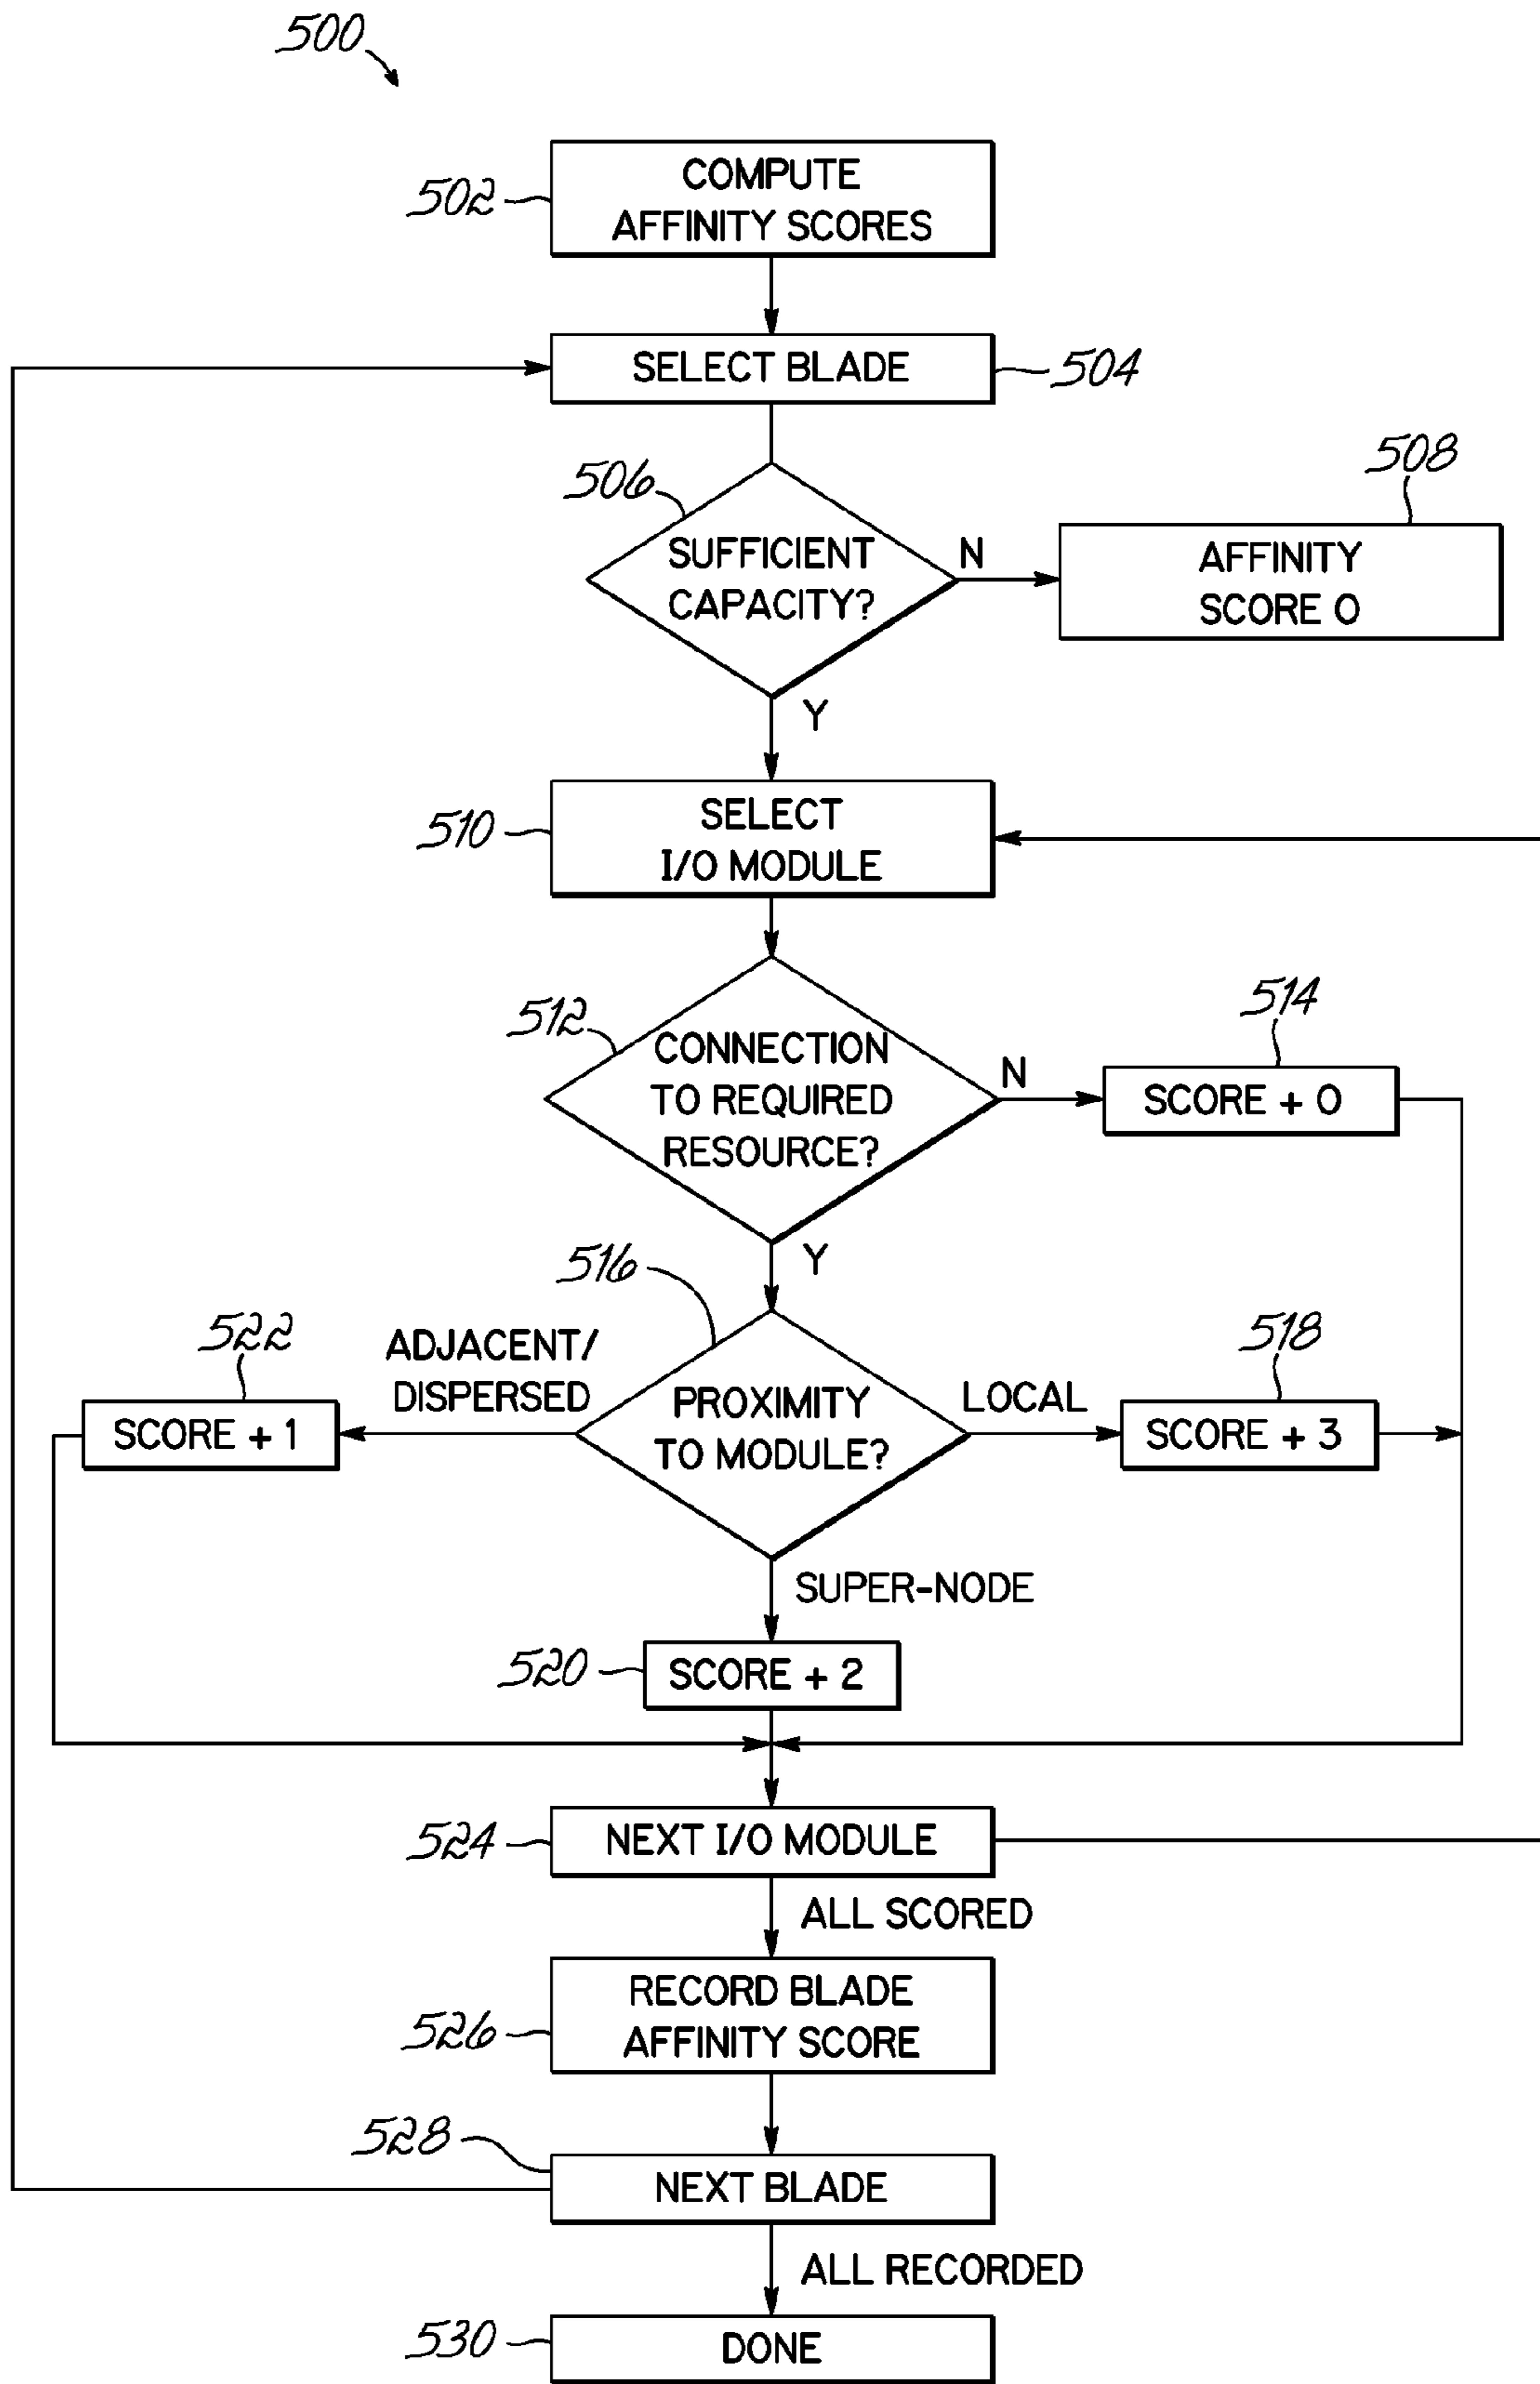 500
502
COMPUTE
AFFINITY SCORES
SELECT BLADE
504
506
SUFFICIENT
CAPACITY?
N
508
AFFINITY
SCORE 0
Y
510
SELECT
I/O MODULE
512
CONNECTION
TO REQUIRED
RESOURCE?
N
514
SCORE + 0
Y
516
522
ADJACENT/
DISPERSED
SCORE + 1
PROXIMITY
TO MODULE?
LOCAL
518
SCORE + 3
SUPER-NODE
520
SCORE + 2
524
NEXT I/O MODULE
ALL SCORED
526
RECORD BLADE
AFFINITY SCORE
528
NEXT BLADE
ALL RECORDED
530
DONE